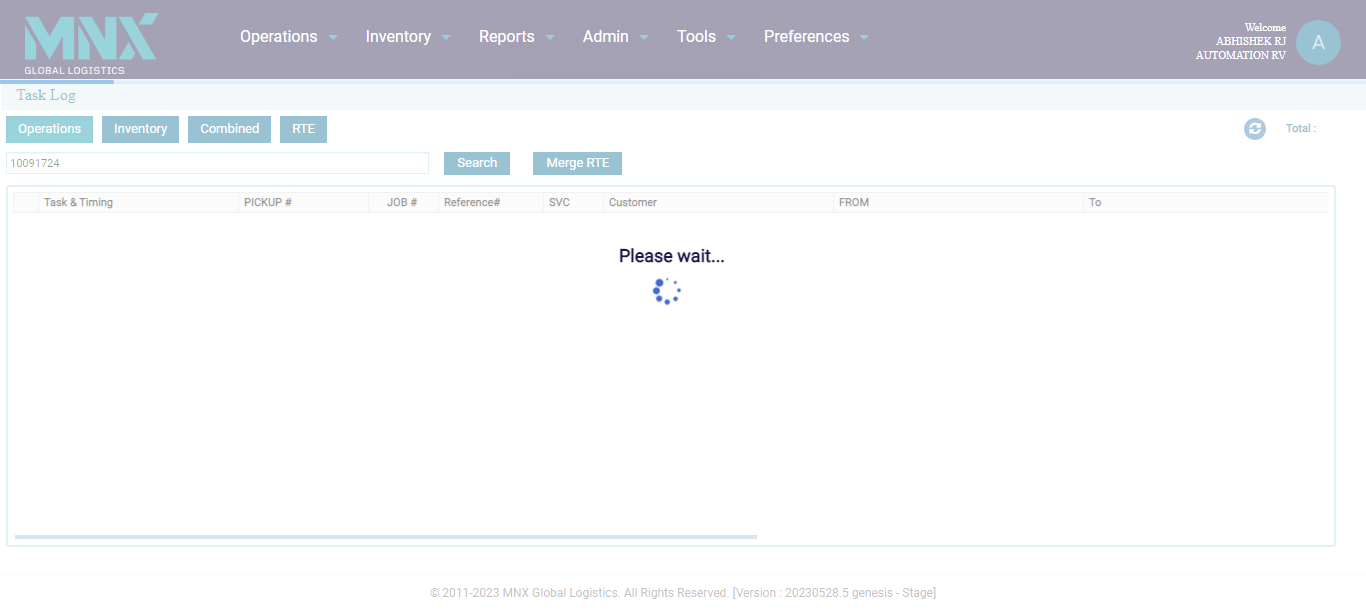 MNX
GLOBAL LOGISTICS
Operations Inventory Reports Admin Tools Preferences
Welcome
ABHISHEK RJ
AUTOMATION RV
A
Task Log
Operations Inventory Combined RTE
Total :
10091724
Search Merge RTE
Task & Timing PICKUP # JOB # Reference# SVC Customer FROM To
Please wait...
© 2011-2023 MNX Global Logistics. All Rights Reserved. [Version : 20230528.5 genesis - Stage]